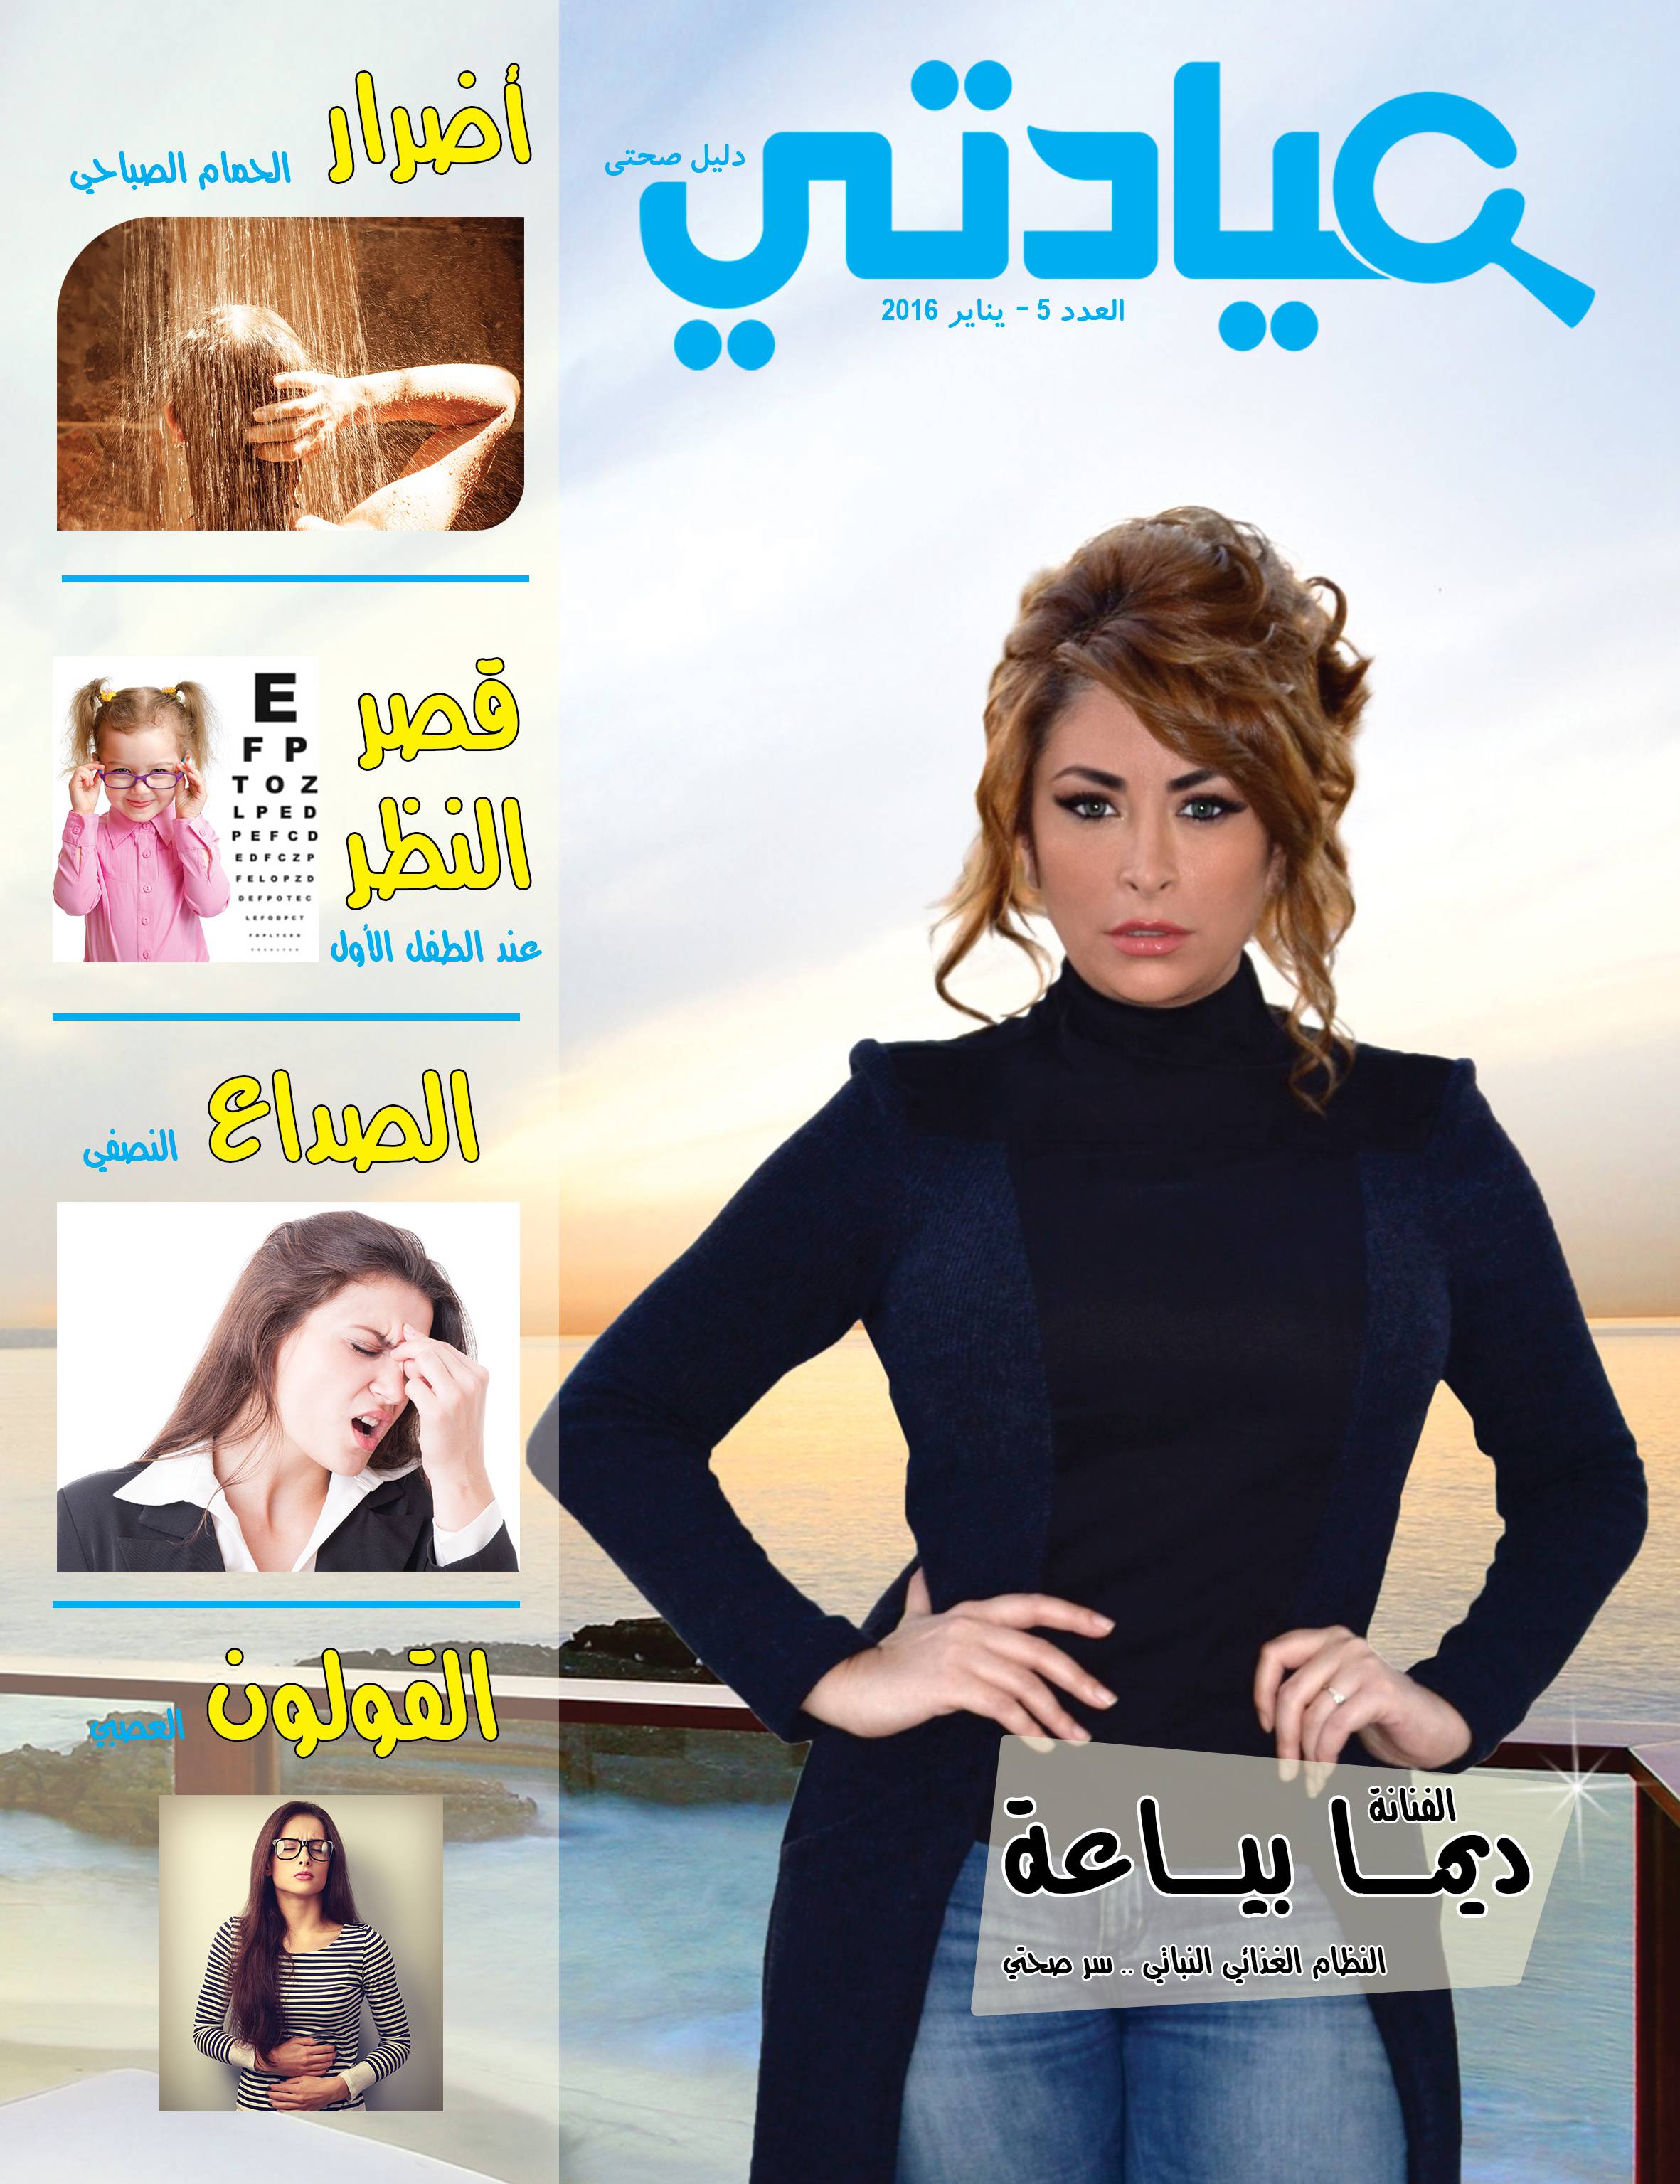 عيادتي
دليل صحتى
العدد 5 - يناير 2016
أضرار
الحمام الصباحي
قصر
النظر
عند الطفل الأول
E
F P
T O Z
L P E D
P E F C D
E D F C Z P
F E L O P Z D
D E F P O T E C
L E F O D P C T
الصداع
النصفي
القولون
العصبي
الفنانة
ديما بياعة
النظام الغذائي النباتي .. سر صحتي